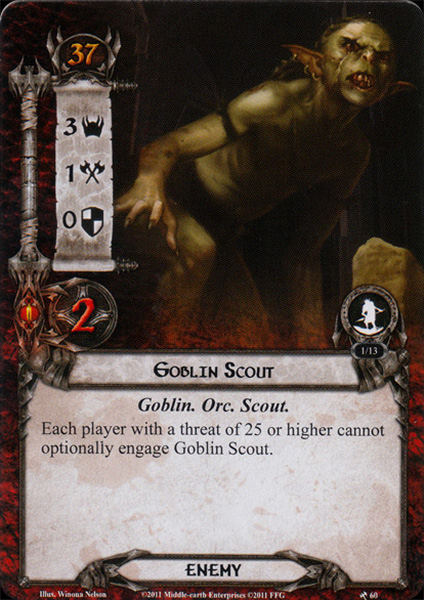 37
3
1
0
2
1/13
Goblin Scout
Goblin. Orc. Scout.
Each player with a threat of 25 or higher cannot
optionally engage Goblin Scout.
ENEMY
Illus. Winona Nelson ©2011 Middle-earth Enterprises ©2011 FFG 60